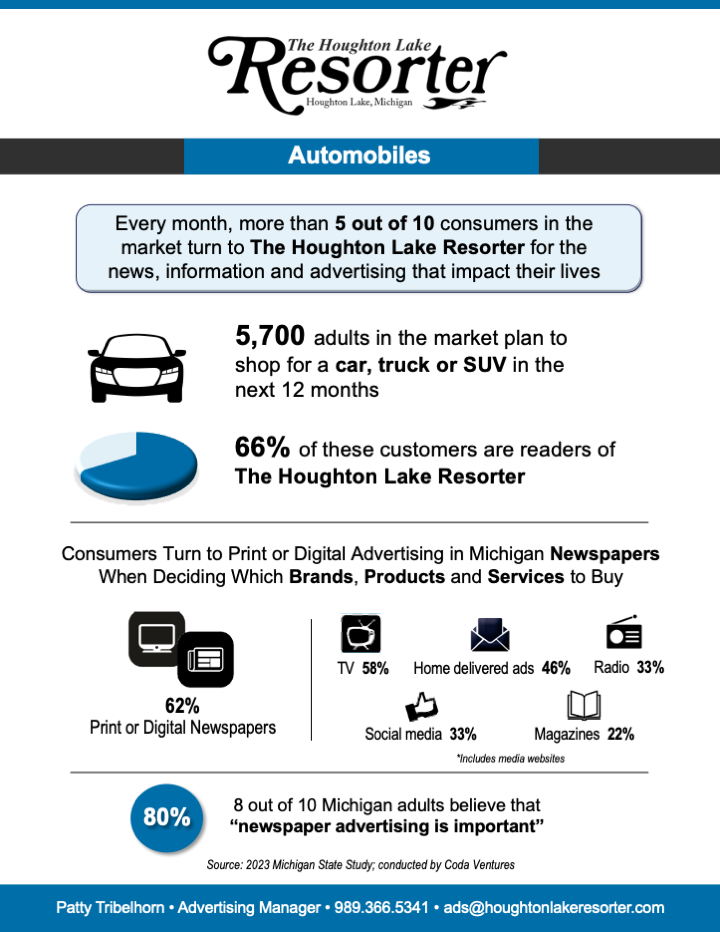 The Houghton Lake
Resorter
Houghton Lake, Michigan
Automobiles
Every month, more than 5 out of 10 consumers in the
market turn to The Houghton Lake Resorter for the
news, information and advertising that impact their lives
5,700 adults in the market plan to
shop for a car, truck or SUV in the
next 12 months
66% of these customers are readers of
The Houghton Lake Resorter
Consumers Turn to Print or Digital Advertising in Michigan Newspapers
When Deciding Which Brands, Products and Services to Buy
62%
Print or Digital Newspapers
TV 58%
Home delivered ads 46%
Radio 33%
Social media 33%
Magazines 22%
*Includes media websites
80%
8 out of 10 Michigan adults believe that
“newspaper advertising is important”
Source: 2023 Michigan State Study; conducted by Coda Ventures
Patty Tribelhorn • Advertising Manager • 989.366.5341 • ads@houghtonlakeresorter.com